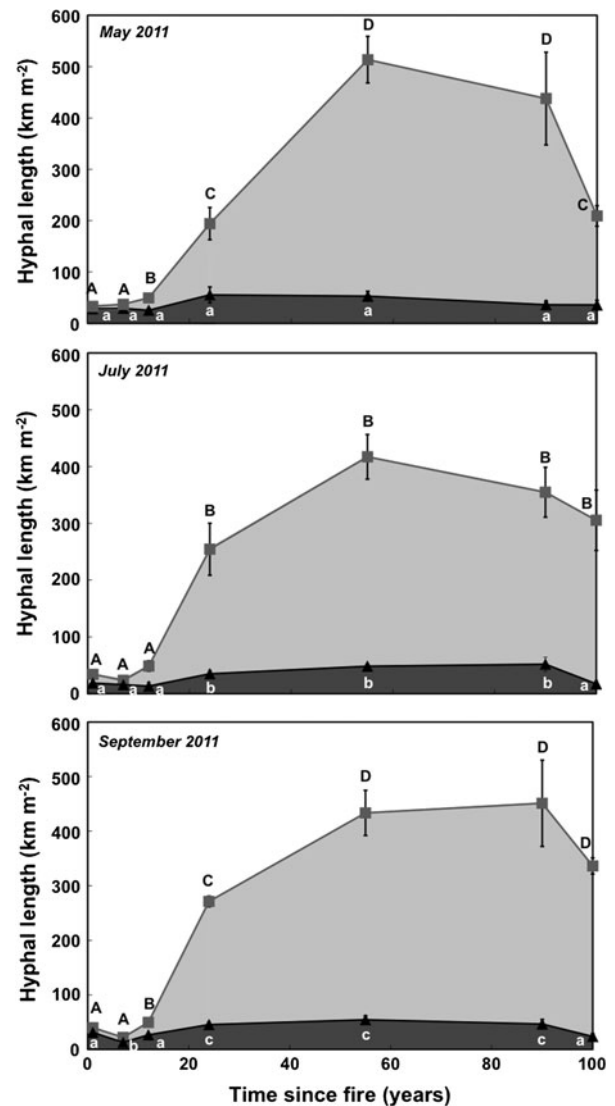 600
May 2011
D
D
500
400
300
C
200
C
100
A A B
0
a a a a a a a
Hyphal length (km m-2)
600
July 2011
500
B
400
B
B
300
B
200
100
A A A
0
a a a b b b a
Hyphal length (km m-2)
600
September 2011
500
D
D
400
D
300
C
200
100
A A B
0
a b a c c c a
Hyphal length (km m-2)
0 20 40 60 80 100
Time since fire (years)